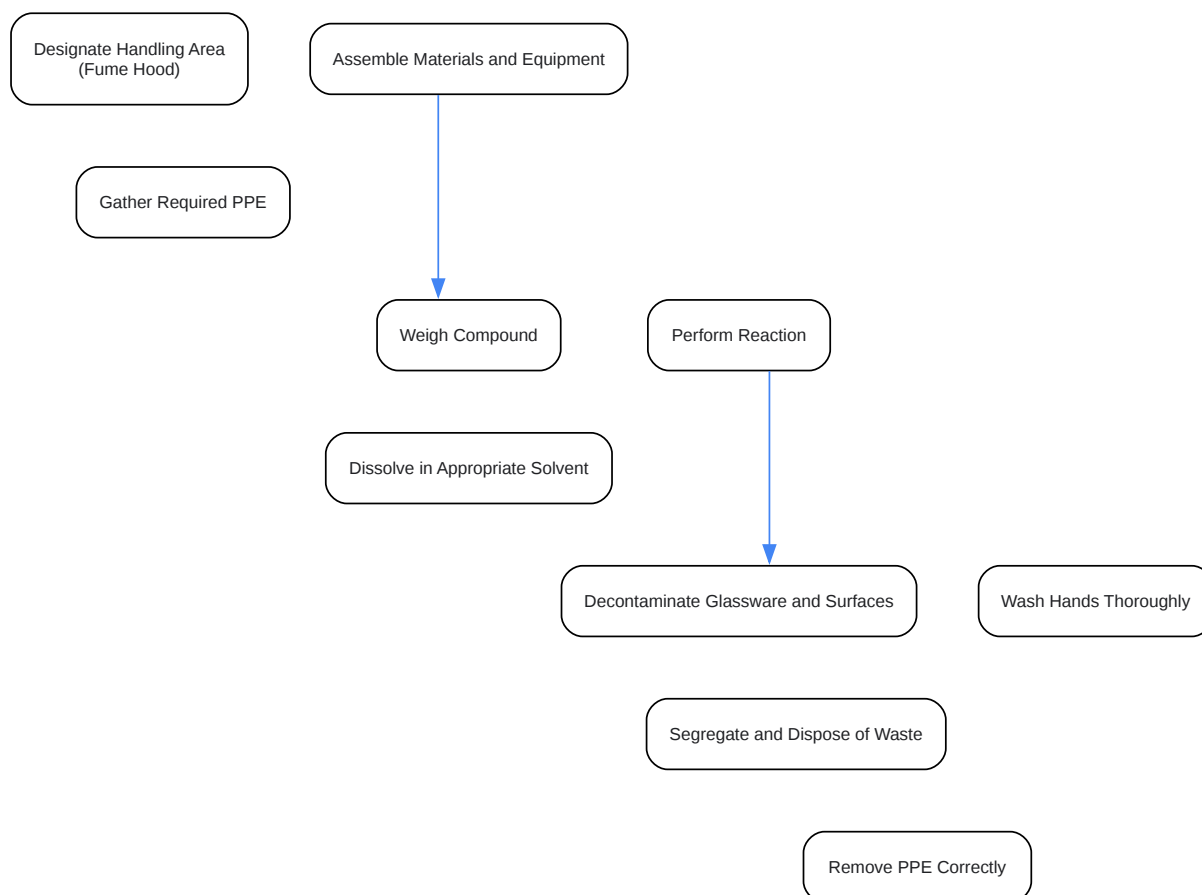 Designate Handling Area
(Fume Hood)
Assemble Materials and Equipment
Gather Required PPE
Weigh Compound
Perform Reaction
Dissolve in Appropriate Solvent
Decontaminate Glassware and Surfaces
Wash Hands Thoroughly
Segregate and Dispose of Waste
Remove PPE Correctly